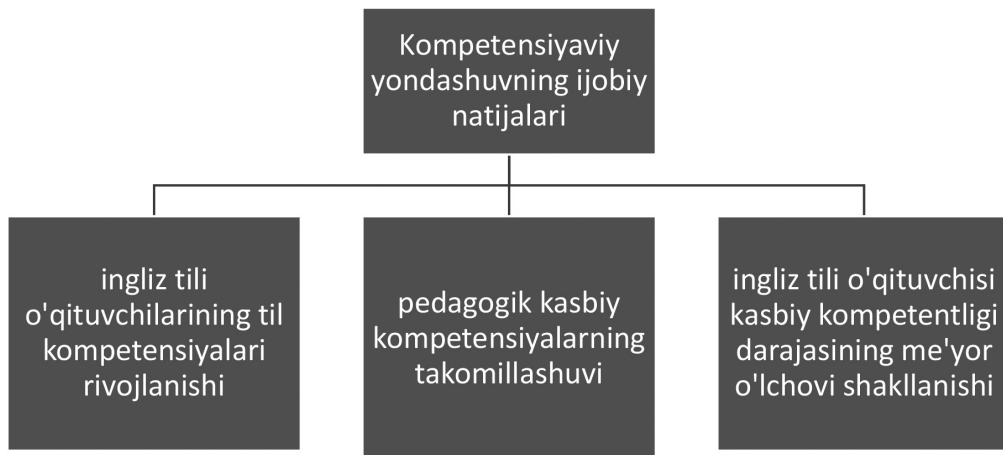 Kompetensiyaviy
yondashuvning ijobiy
natijalari
ingliz tili
o'qituvchilarining til
kompetensiyalari
rivojlanishi
pedagogik kasbiy
kompetensiyalarning
takomillashuvi
ingliz tili o'qituvchisi
kasbiy kompetentligi
darajasining me'yor
o'lchovi shakllanishi